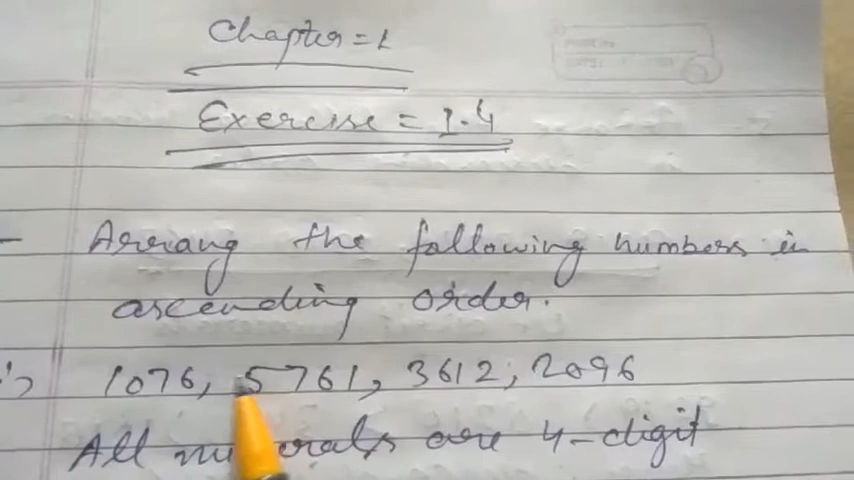 Chapter = 1
Exercise = 1.4
Arrang the following numbers in
ascending order.
1076, 5761, 3612, 2096
All are 4-digit